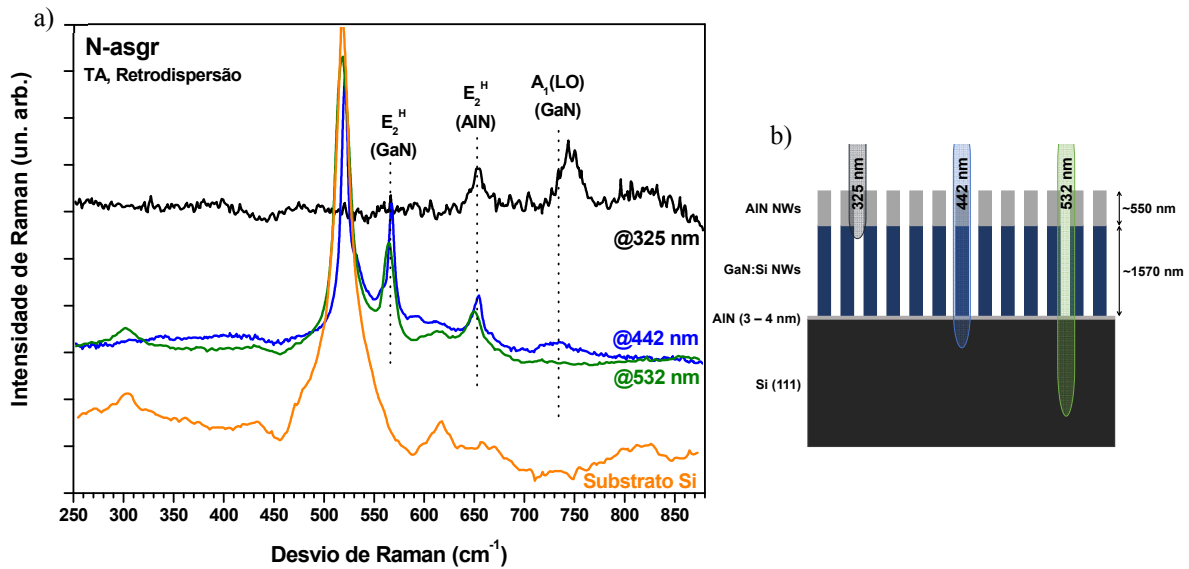 a)
N-asgr
TA, Retrodispersão
E₂ᴴ
(GaN)
E₂ᴴ
(AlN)
A₁(LO)
(GaN)
@325 nm
@442 nm
@532 nm
Substrato Si
Intensidade de Raman (un. arb.)
250 300 350 400 450 500 550 600 650 700 750 800 850
Desvio de Raman (cm⁻¹)
b)
325 nm
442 nm
532 nm
AlN NWs
~550 nm
GaN:Si NWs
~1570 nm
AlN (3 – 4 nm)
Si (111)